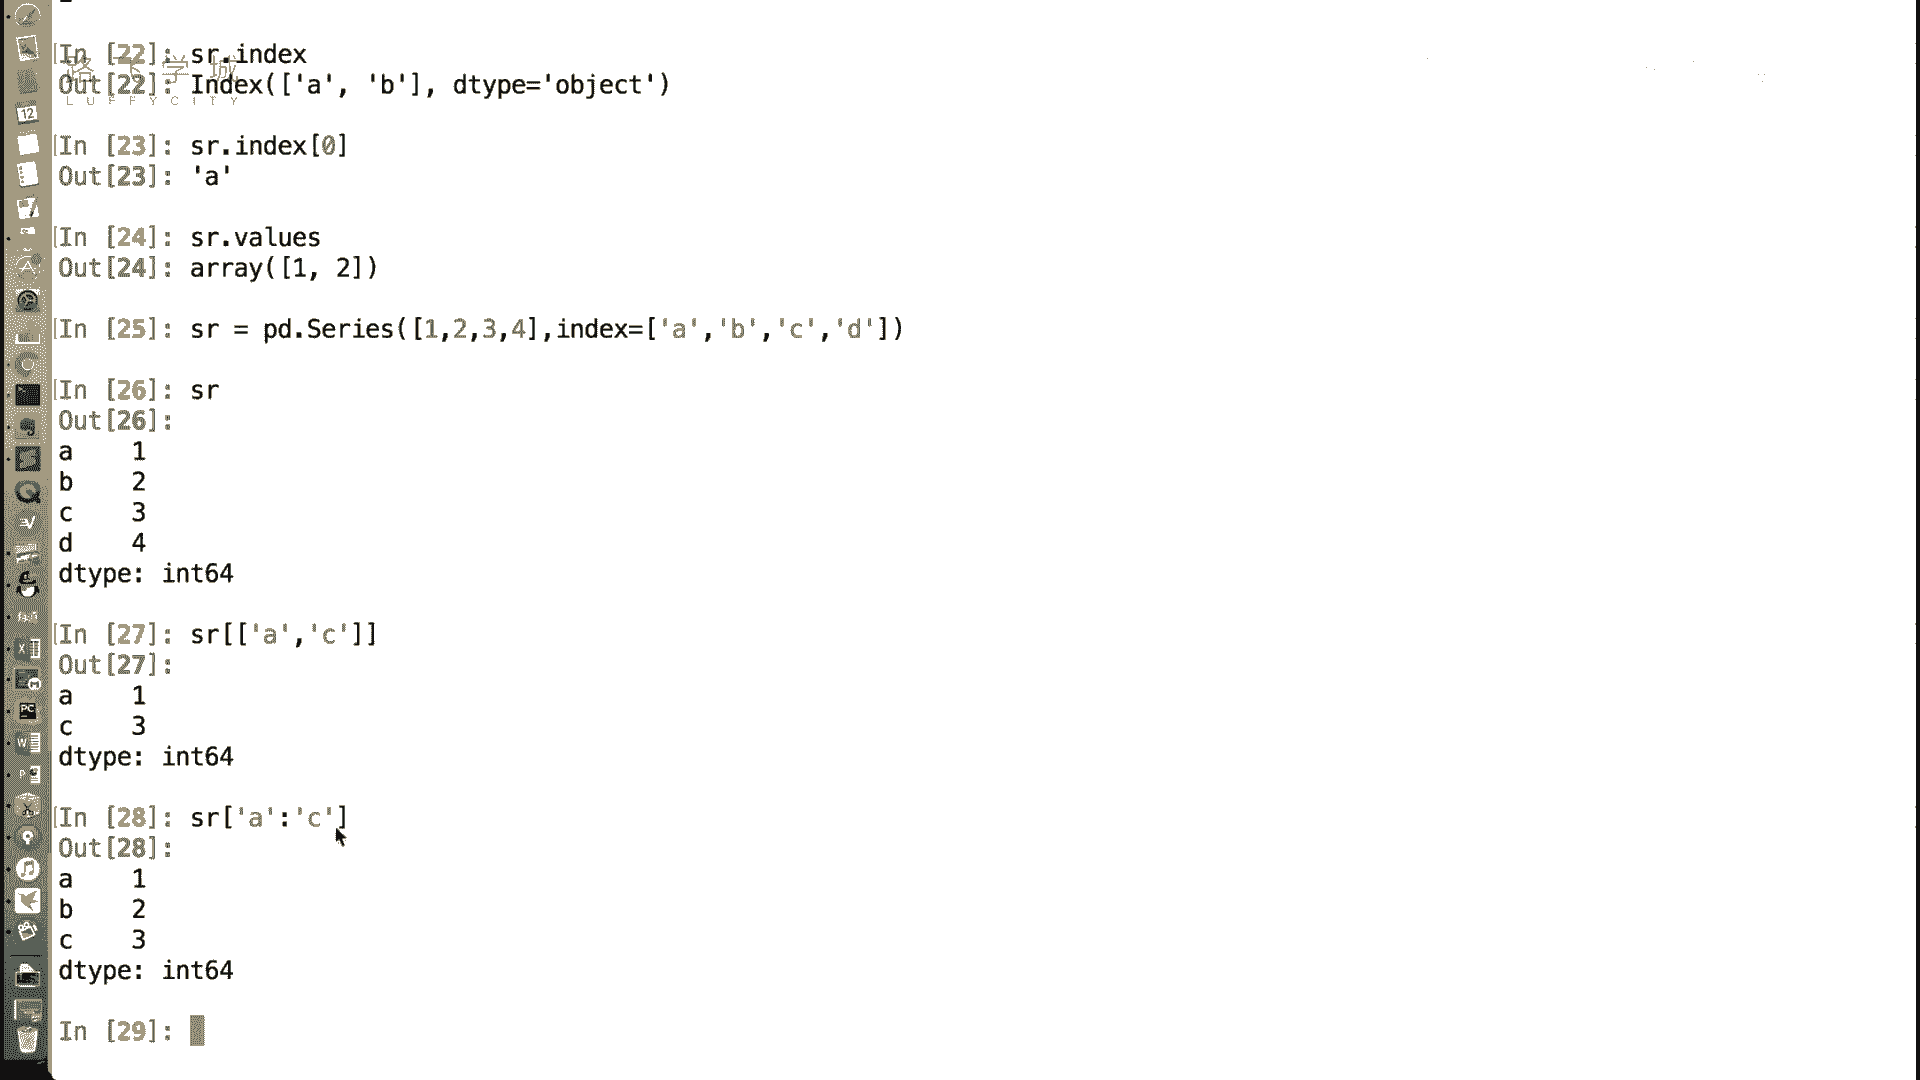 In [22]: sr.index
路飞学城
Out[22]: Index(['a', 'b'], dtype='object')
LUFFYCITY
In [23]: sr.index[0]
Out[23]: 'a'
In [24]: sr.values
Out[24]: array([1, 2])
In [25]: sr = pd.Series([1,2,3,4],index=['a','b','c','d'])
In [26]: sr
Out[26]:
a 1
b 2
c 3
d 4
dtype: int64
In [27]: sr[['a','c']]
Out[27]:
a 1
c 3
dtype: int64
In [28]: sr['a':'c']
Out[28]:
a 1
b 2
c 3
dtype: int64
In [29]: